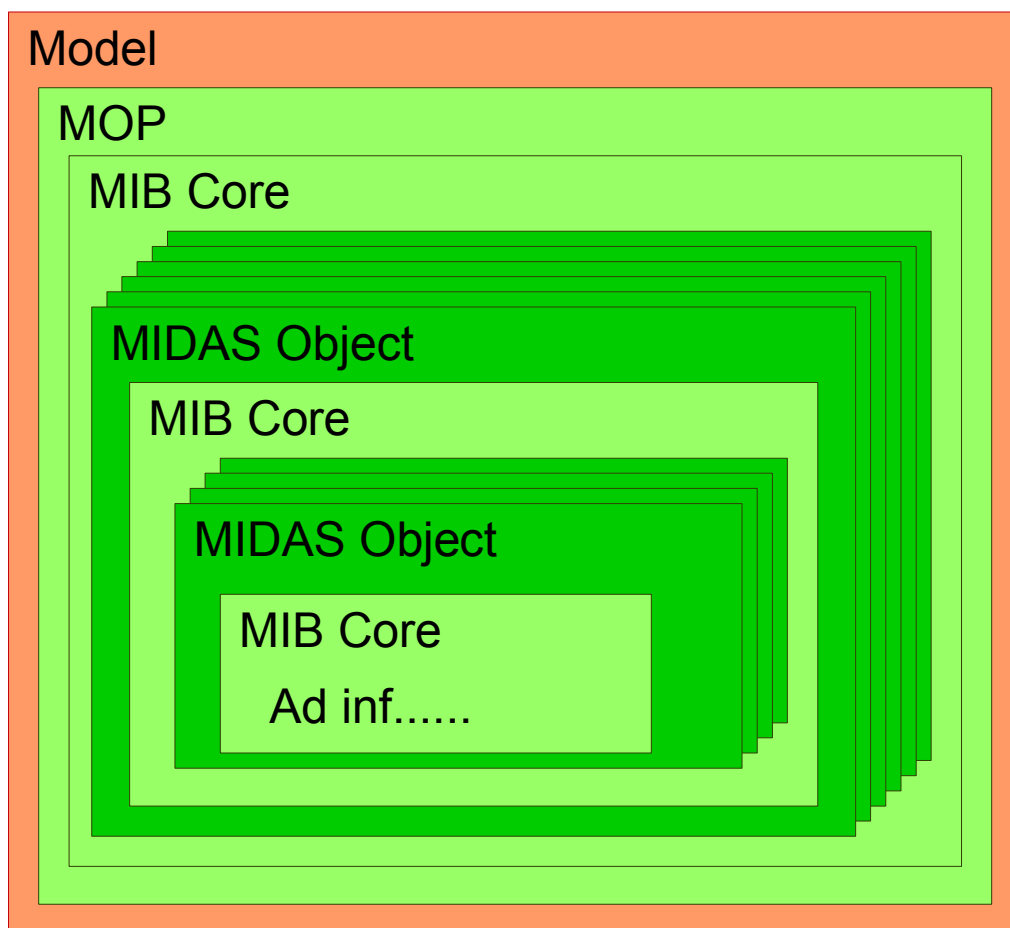 Model
MOP
MIB Core
MIDAS Object
MIB Core
MIDAS Object
MIB Core
Ad inf......